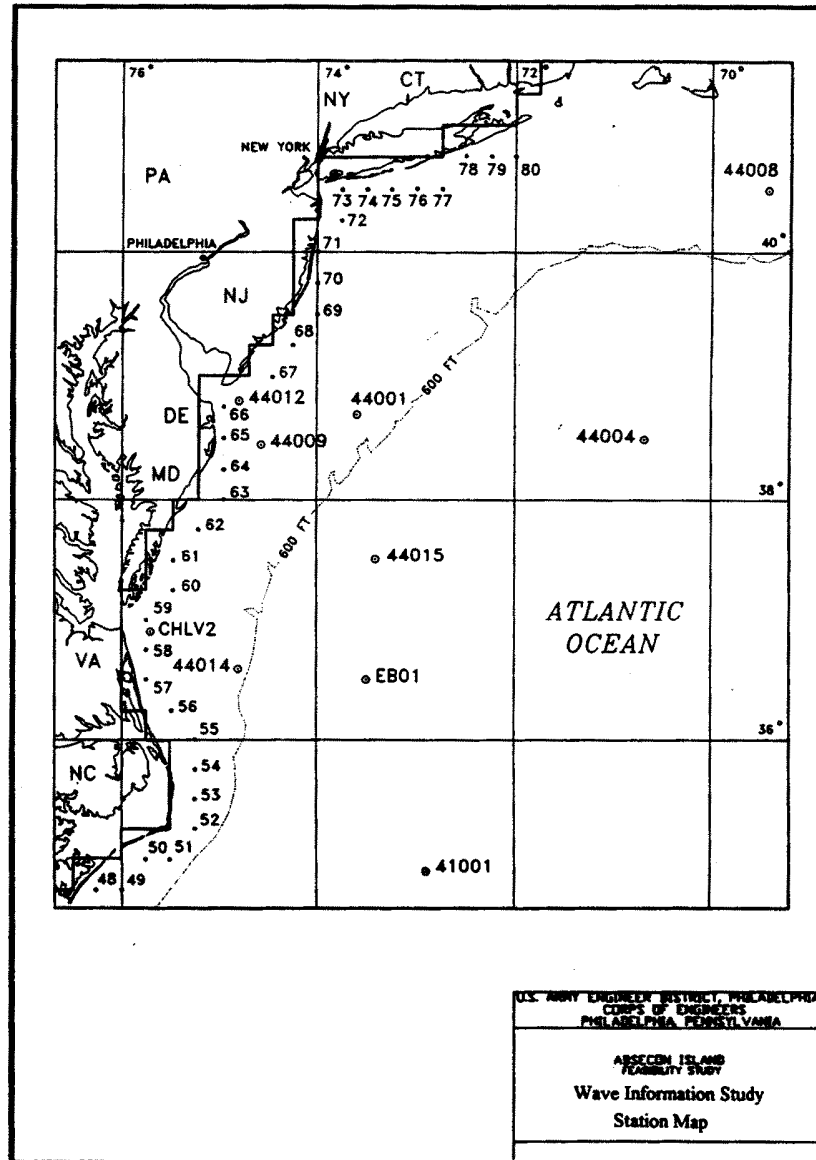 76° 74° 72° 70°
CT
NY
NEW YORK
PA
78 79 80
44008
73 74 75 76 77
72
PHILADELPHIA
71
40°
70
NJ
69
68
600 FT
67
44012
44001
DE
66
65
44009
44004
64
MD
63
38°
62
600 FT
61
44015
60
59
ATLANTIC
OCEAN
CHLV2
58
VA
44014
EB01
57
56
55
36°
54
NC
53
52
50 51
41001
48 49
U.S. ARMY ENGINEER DISTRICT, PHILADELPHIA
CORPS OF ENGINEERS
PHILADELPHIA, PENNSYLVANIA
ABSECON ISLAND
FEASIBILITY STUDY
Wave Information Study
Station Map